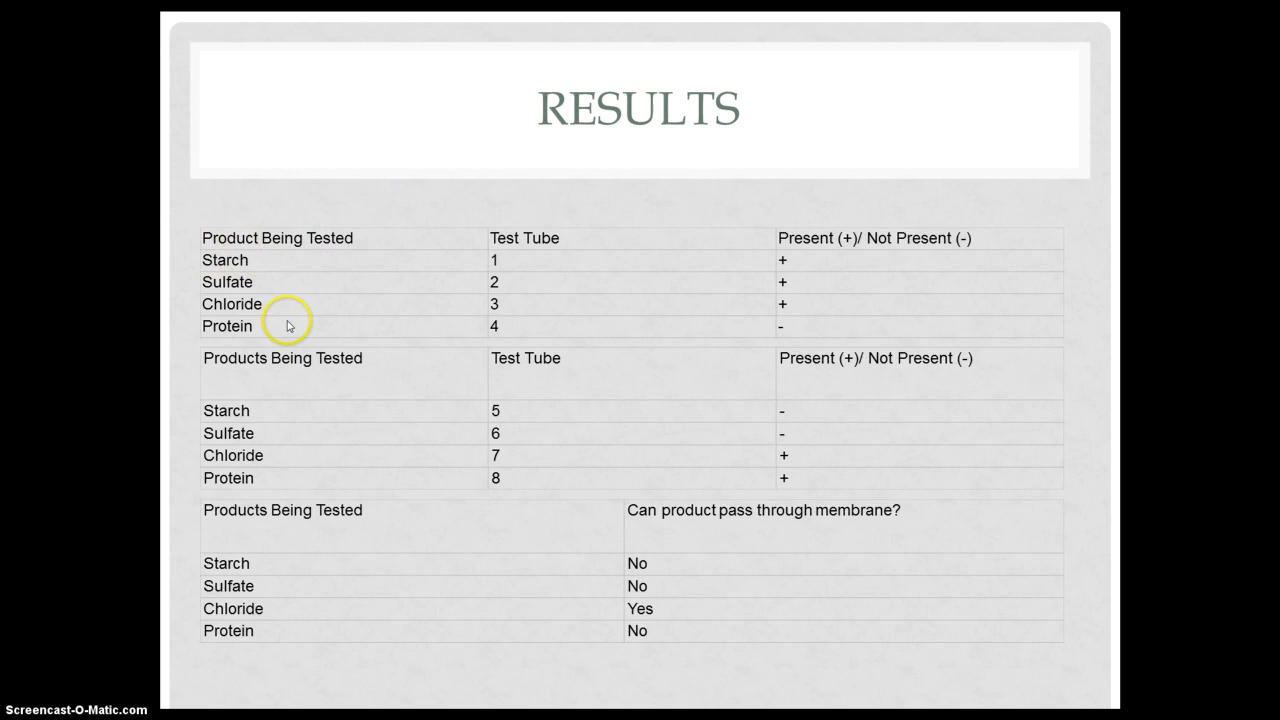 RESULTS
Product Being Tested Test Tube Present (+)/ Not Present (-)
Starch 1 +
Sulfate 2 +
Chloride 3 +
Protein 4 -
Products Being Tested Test Tube Present (+)/ Not Present (-)
Starch 5 -
Sulfate 6 -
Chloride 7 +
Protein 8 +
Products Being Tested Can product pass through membrane?
Starch No
Sulfate No
Chloride Yes
Protein No
Screencast-O-Matic.com